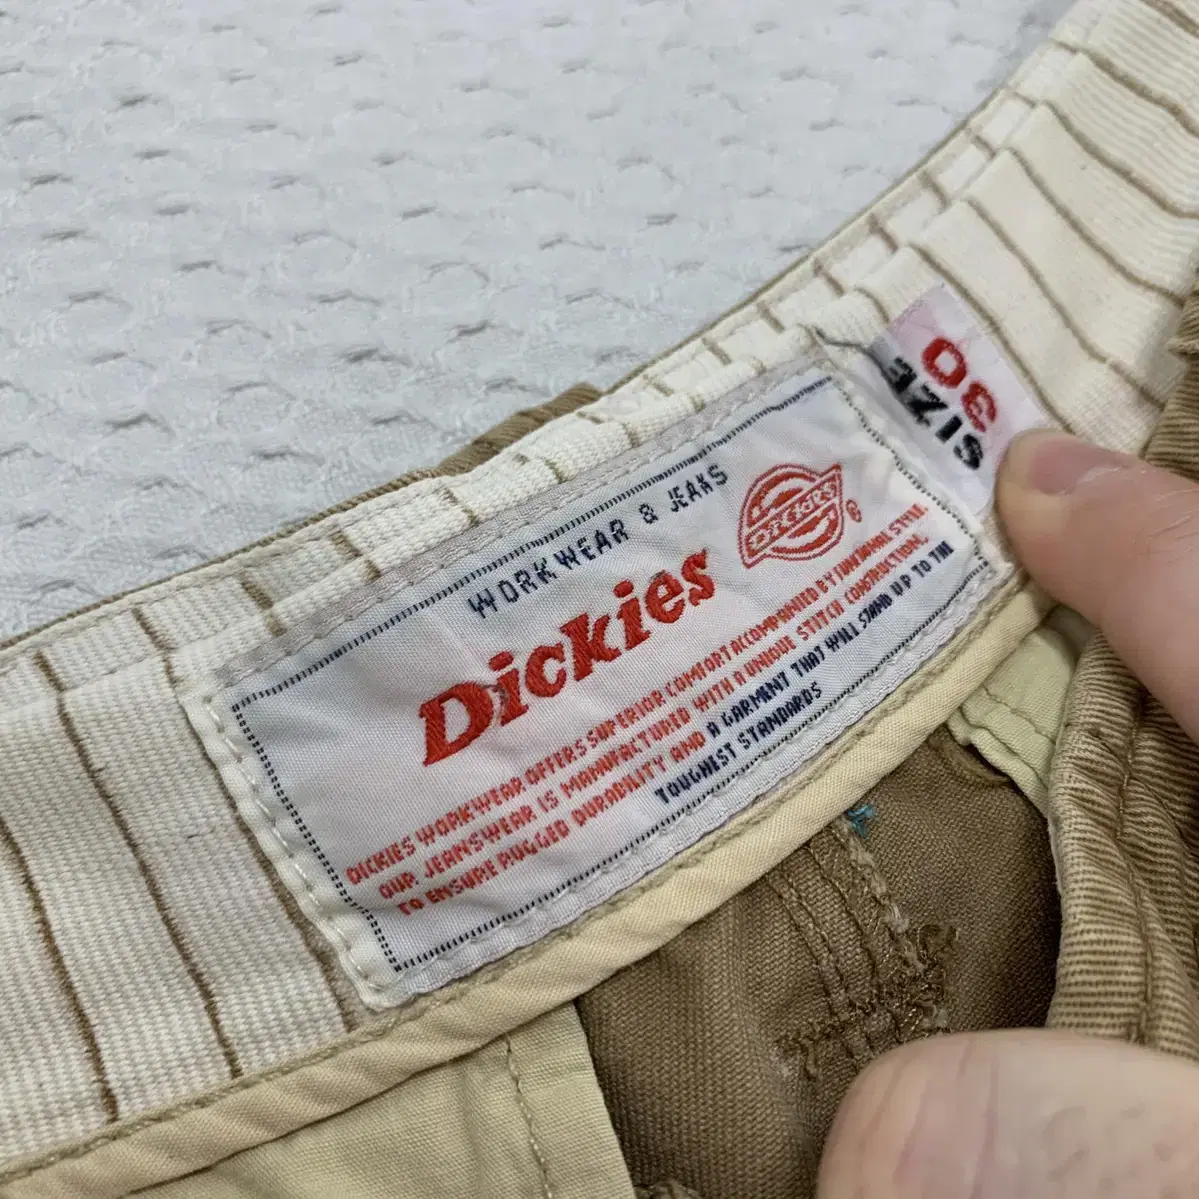 WORKWEAR & JEANS
Dickies
DICKIES
®
DICKIES WORKWEAR OFFERS SUPERIOR COMFORT ACCOMPANIED BY FUNCTIONAL STYLE
OUR JEANSWEAR IS MANUFACTURED WITH A UNIQUE STITCH CONSTRUCTION.
TO ENSURE RUGGED DURABILITY AND A GARMENT THAT WILL STAND UP TO THE
TOUGHEST STANDARDS
SIZE
30